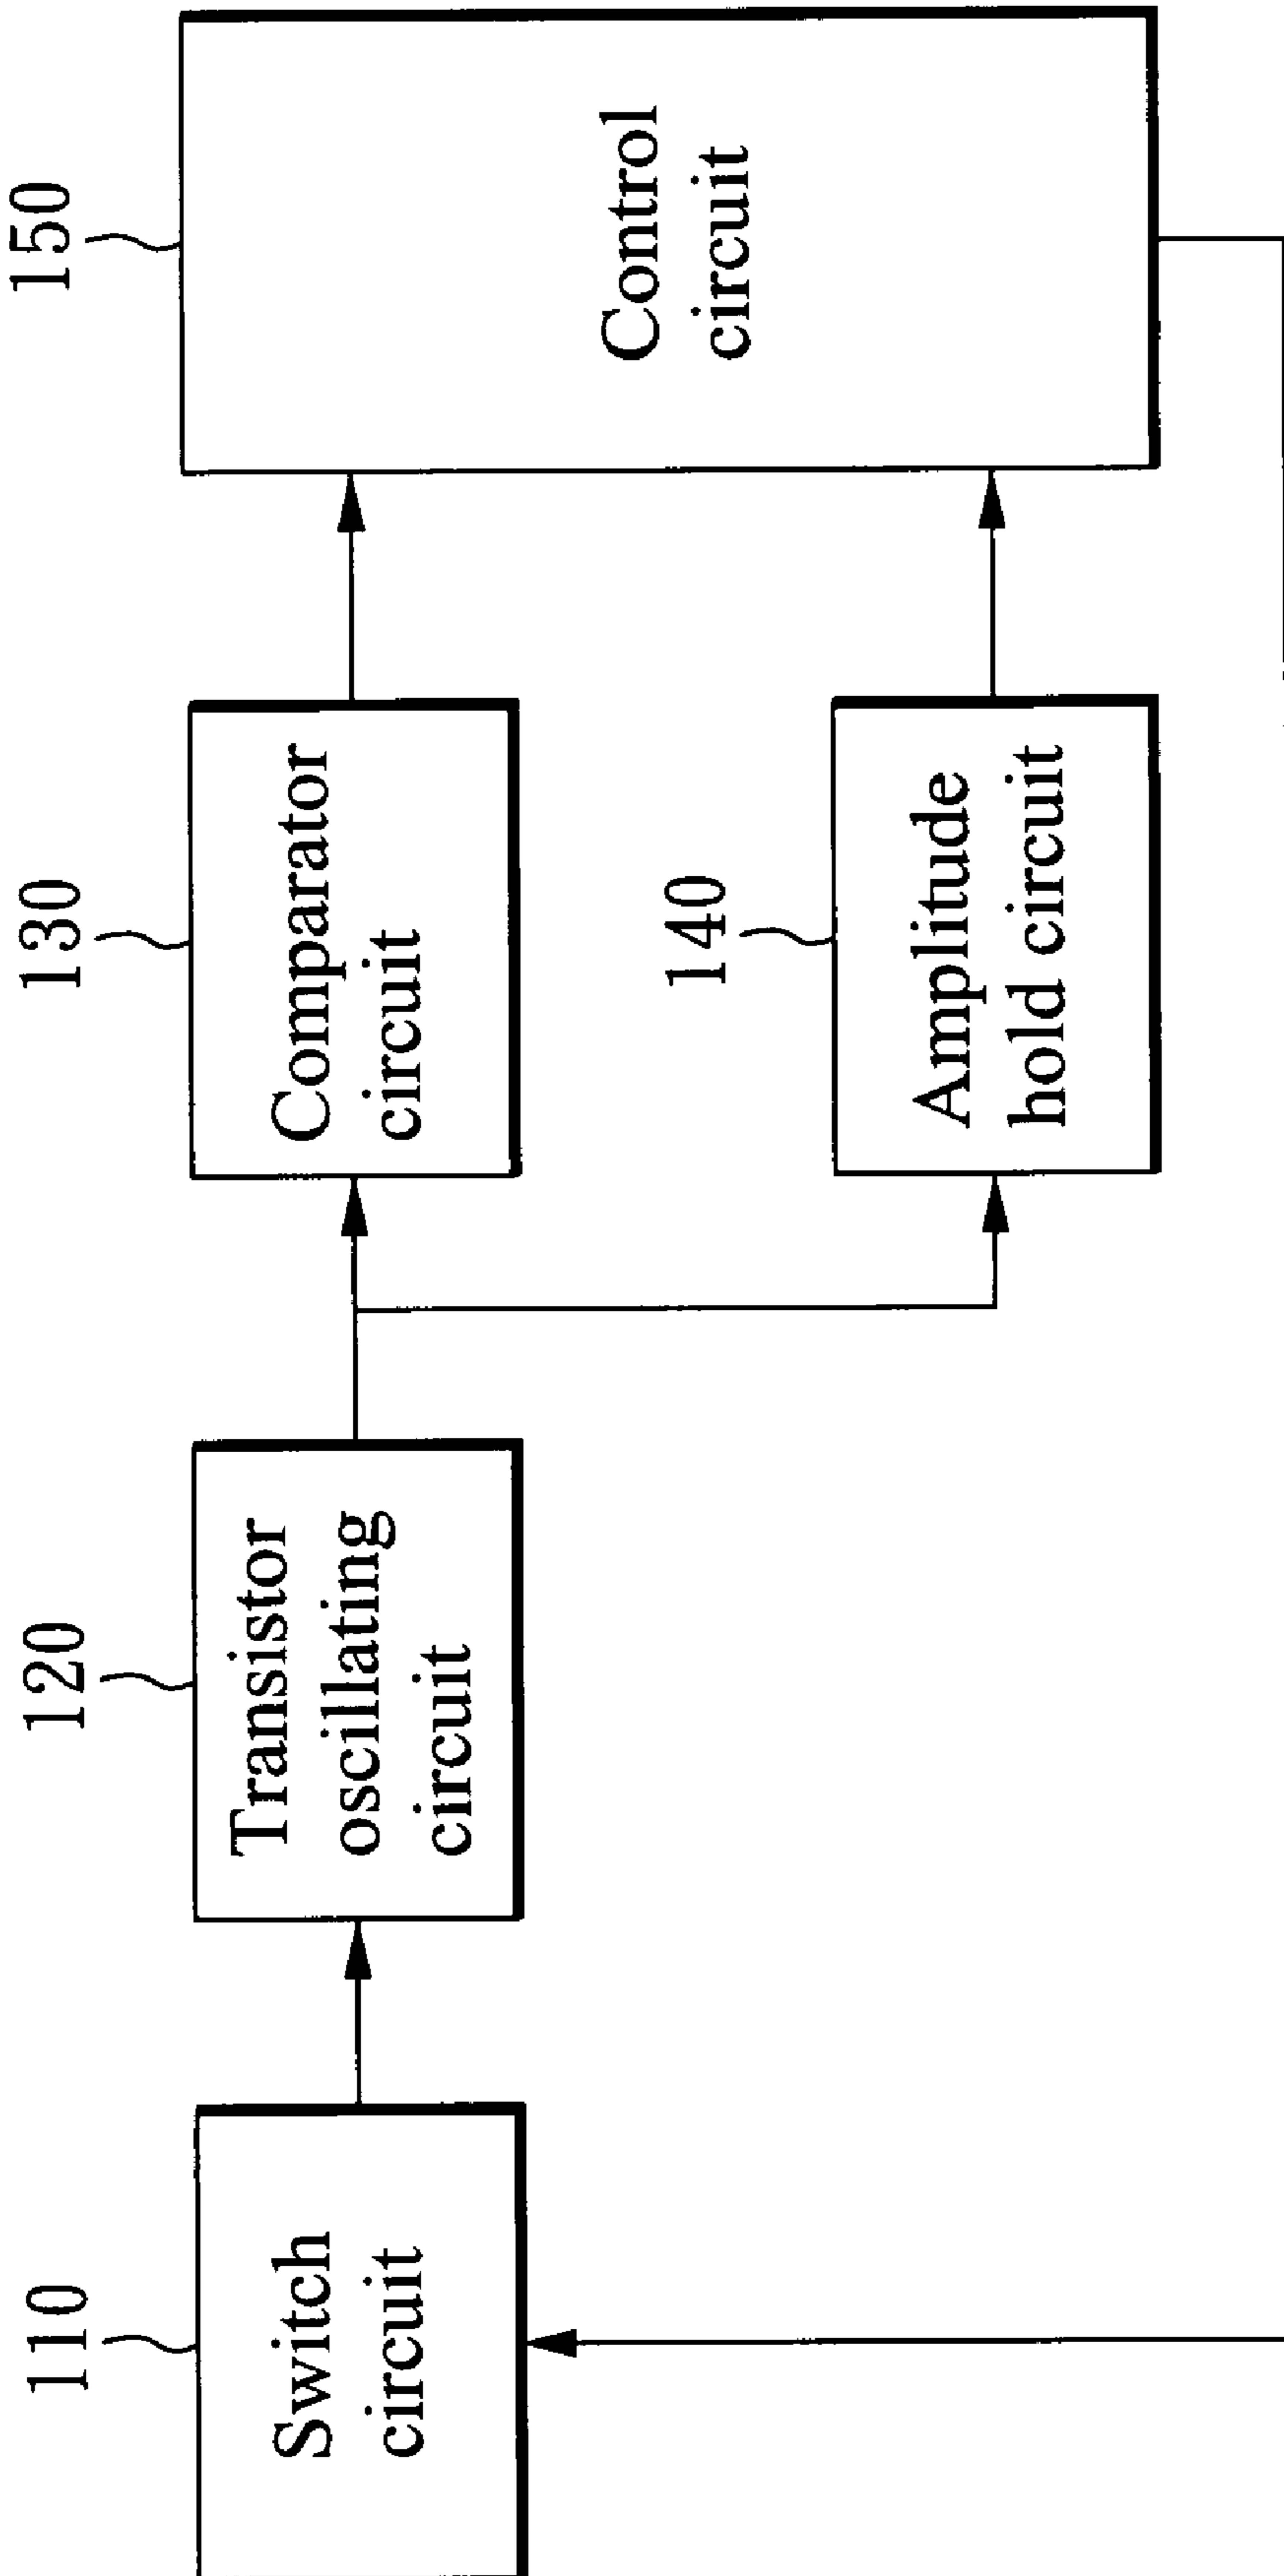 110
Switch
circuit
120
Transistor
oscillating
circuit
130
Comparator
circuit
140
Amplitude
hold circuit
150
Control
circuit